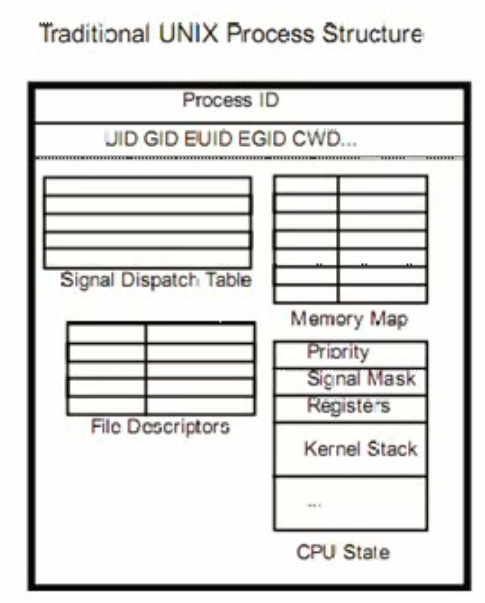 Traditional UNIX Process Structure
Process ID
UID GID EUID EGID CWD...
Signal Dispatch Table
Memory Map
Priority
Signal Mask
File Descriptors
Registers
Kernel Stack
...
CPU State